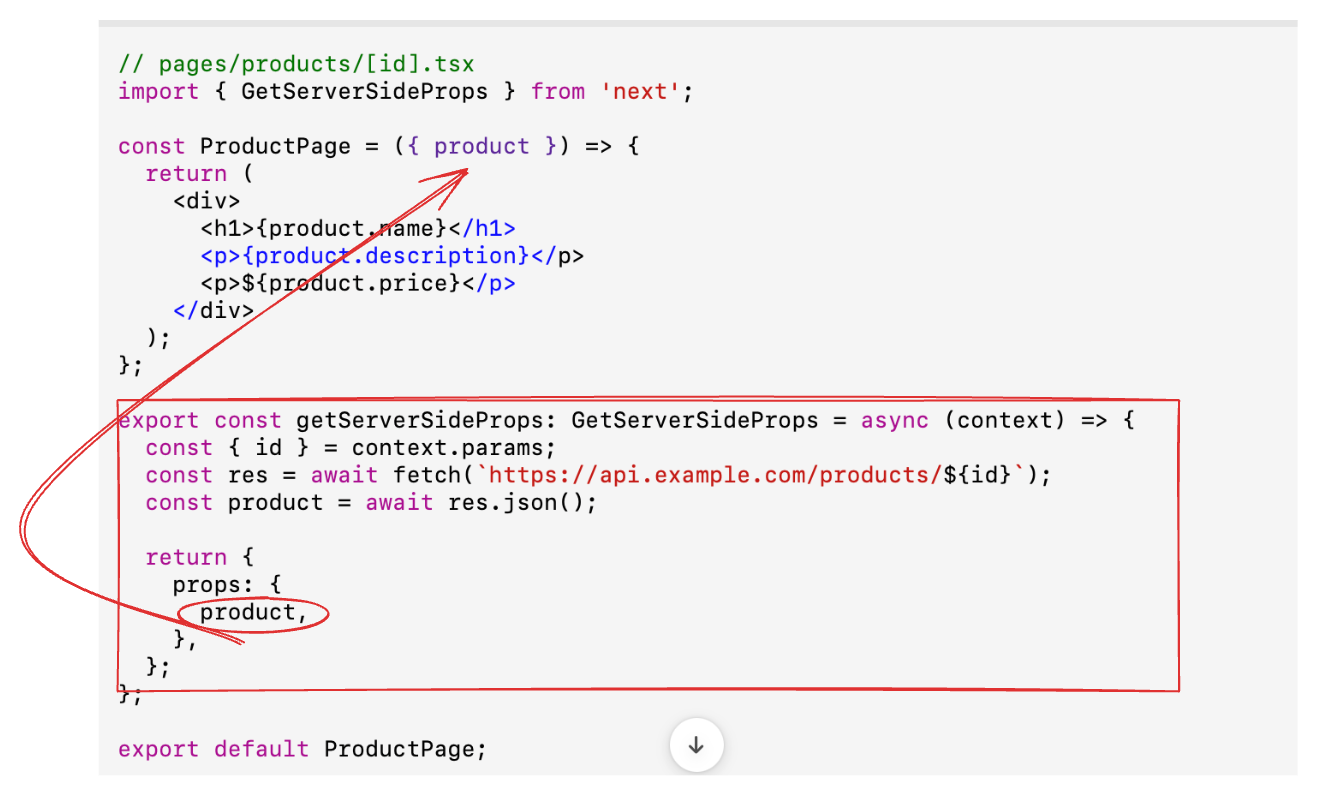 // pages/products/[id].tsx
import { GetServerSideProps } from 'next';
const ProductPage = ({ product }) => {
return (
<div>
<h1>{product.name}</h1>
<p>{product.description}</p>
<p>${product.price}</p>
</div>
);
};
export const getServerSideProps: GetServerSideProps = async (context) => {
const { id } = context.params;
const res = await fetch(`https://api.example.com/products/${id}`);
const product = await res.json();
return {
props: {
product,
},
};
};
export default ProductPage;